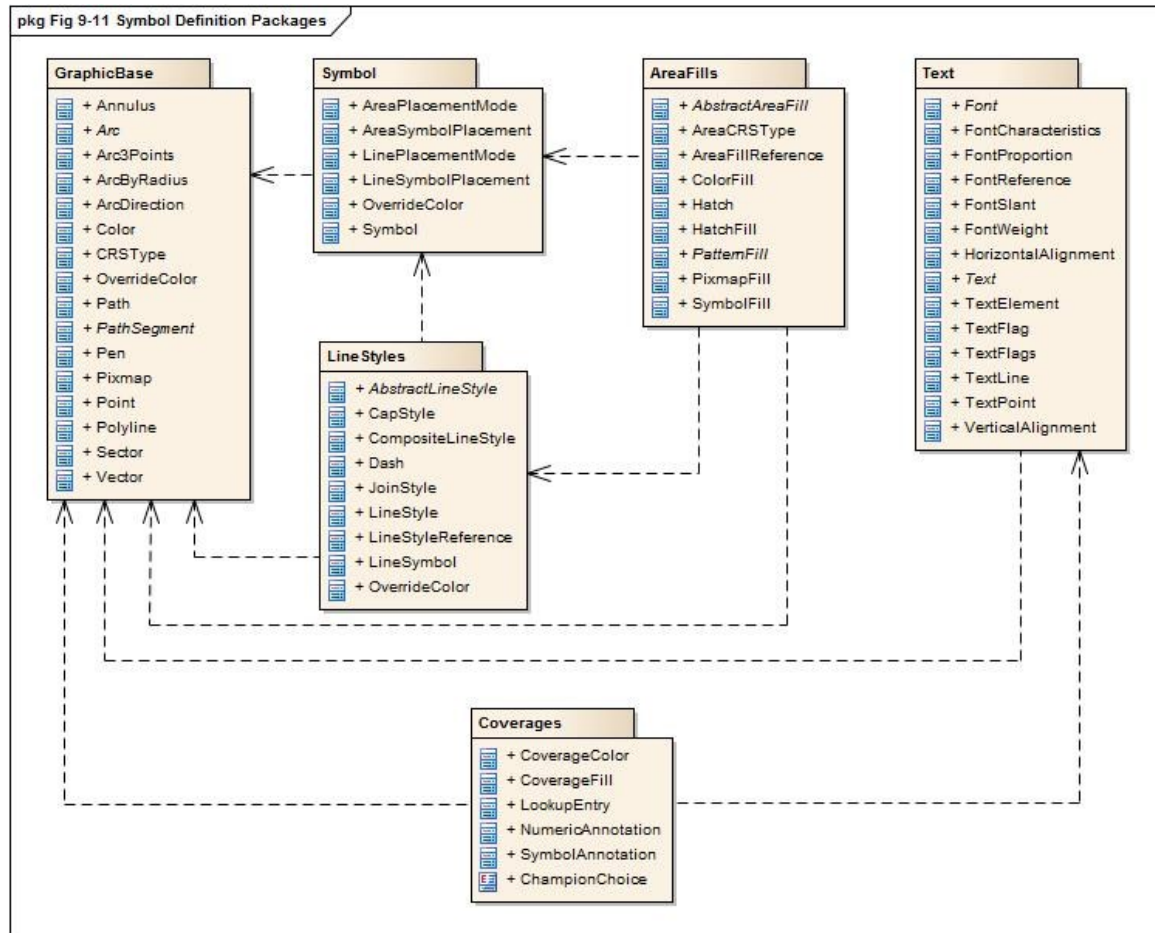 pkg Fig 9-11 Symbol Definition Packages
GraphicBase
+ Annulus
+ Arc
+ Arc3Points
+ ArcByRadius
+ ArcDirection
+ Color
+ CRSType
+ OverrideColor
+ Path
+ PathSegment
+ Pen
+ Pixmap
+ Point
+ Polyline
+ Sector
+ Vector
Symbol
+ AreaPlacementMode
+ AreaSymbolPlacement
+ LinePlacementMode
+ LineSymbolPlacement
+ OverrideColor
+ Symbol
AreaFills
+ AbstractAreaFill
+ AreaCRSType
+ AreaFillReference
+ ColorFill
+ Hatch
+ HatchFill
+ PatternFill
+ PixmapFill
+ SymbolFill
Text
+ Font
+ FontCharacteristics
+ FontProportion
+ FontReference
+ FontSlant
+ FontWeight
+ HorizontalAlignment
+ Text
+ TextElement
+ TextFlag
+ TextFlags
+ TextLine
+ TextPoint
+ VerticalAlignment
LineStyles
+ AbstractLineStyle
+ CapStyle
+ CompositeLineStyle
+ Dash
+ JoinStyle
+ LineStyle
+ LineStyleReference
+ LineSymbol
+ OverrideColor
Coverages
+ CoverageColor
+ CoverageFill
+ LookupEntry
+ NumericAnnotation
+ SymbolAnnotation
+ ChampionChoice